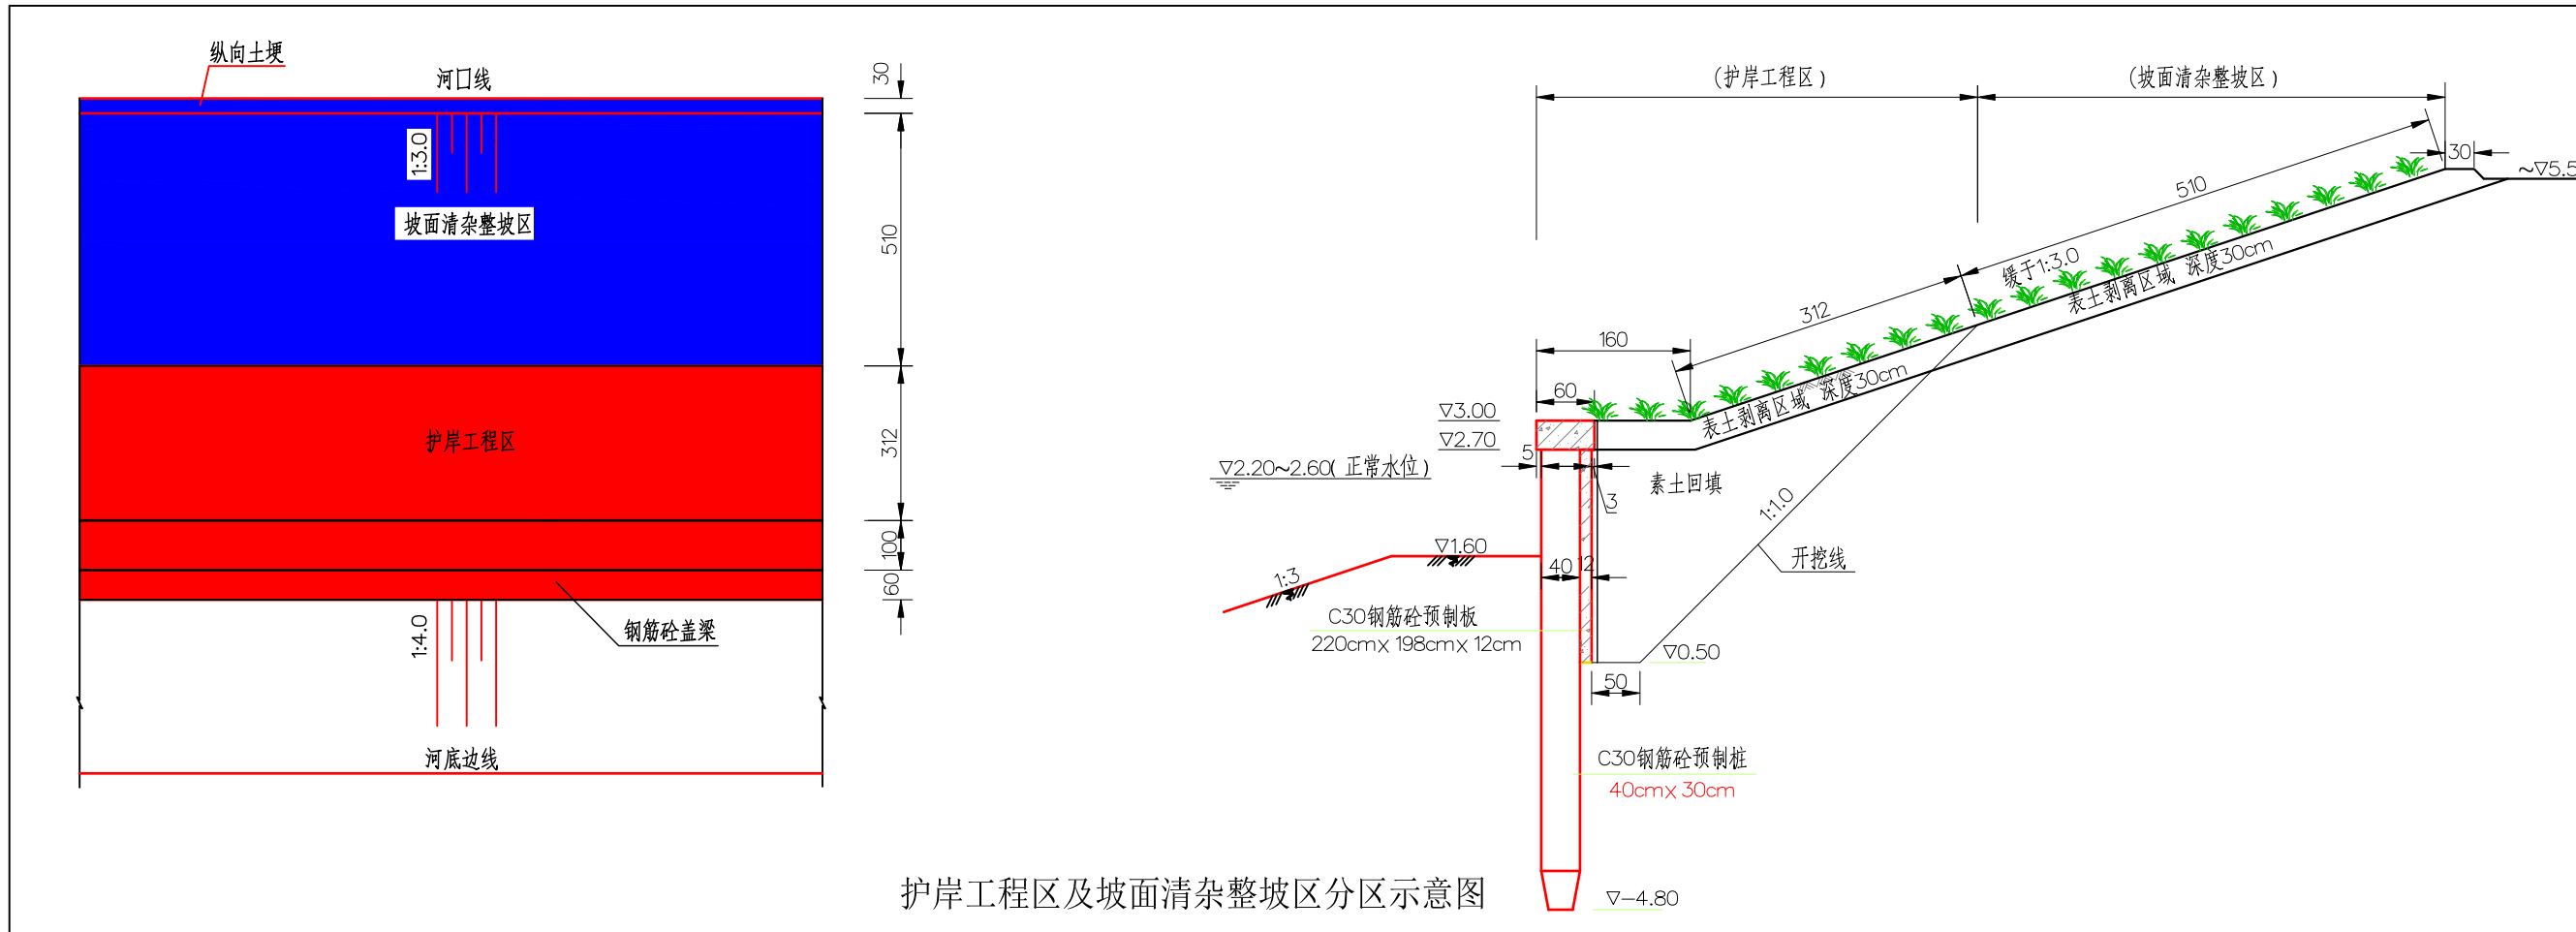 纵向土埂
河口线
30
1:3.0
坡面清杂整坡区
510
护岸工程区
312
100
60
1:4.0
钢筋砼盖梁
河底边线
(护岸工程区)
(坡面清杂整坡区)
30
~▽5.5
510
缓于1:3.0
表土剥离区域 深度30cm
312
160
60
表土剥离区域 深度30cm
▽3.00
▽2.70
5
▽2.20~2.60(正常水位)
3
素土回填
1:1.0
▽1.60
40
12
1:3
开挖线
C30钢筋砼预制板
220cmx 198cmx 12cm
▽0.50
50
C30钢筋砼预制桩
40cmx 30cm
▽-4.80
护岸工程区及坡面清杂整坡区分区示意图